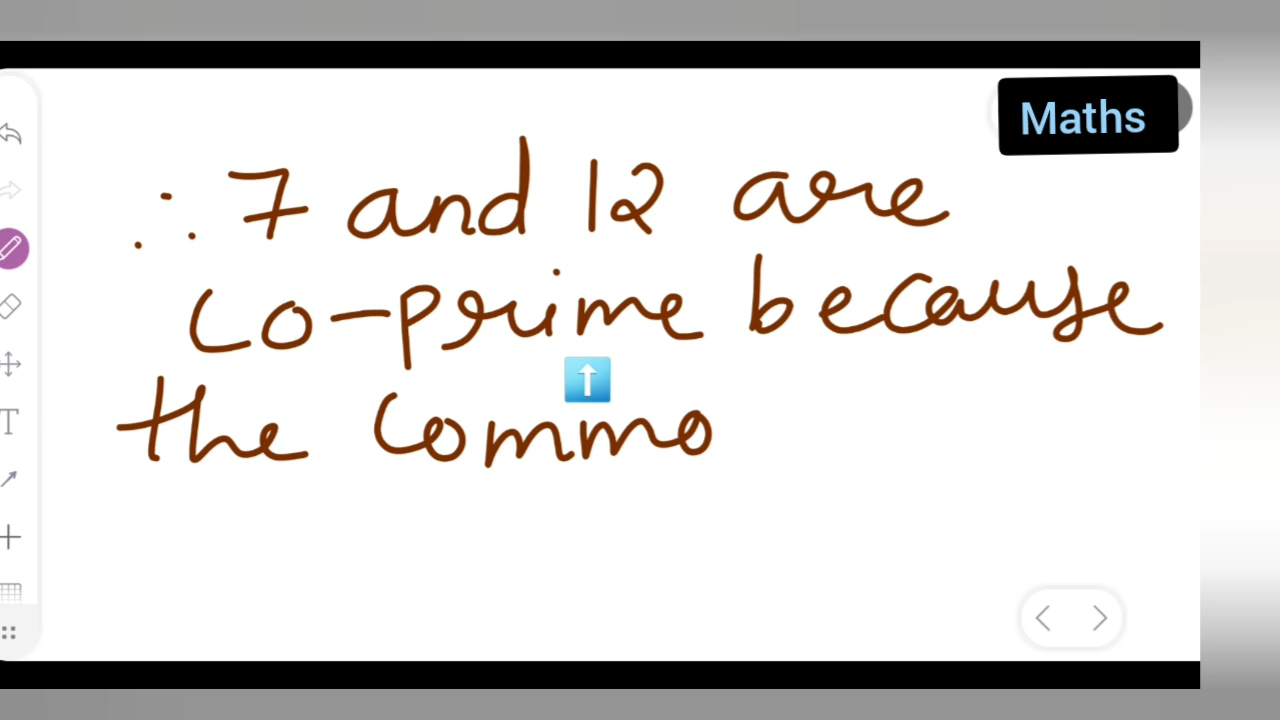 Maths
∴ 7 and 12 are
co-prime because
the commo